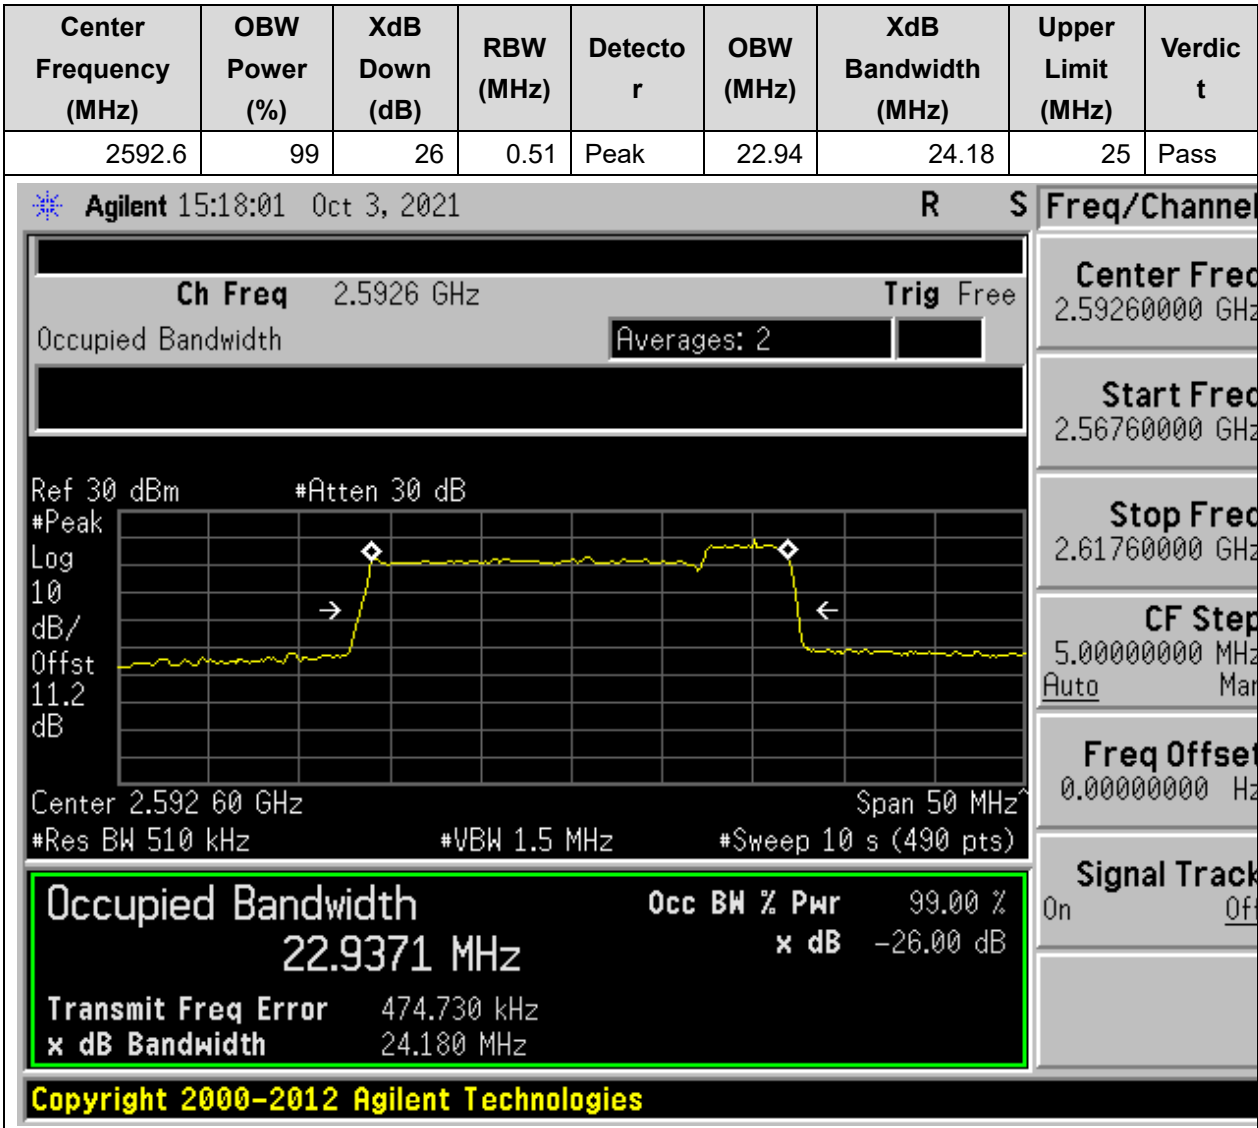 Center Frequency (MHz) OBW Power (%) XdB Down (dB) RBW (MHz) Detector OBW (MHz) XdB Bandwidth (MHz) Upper Limit (MHz) Verdict
2592.6 99 26 0.51 Peak 22.94 24.18 25 Pass
Agilent 15:18:01 Oct 3, 2021 R S
Freq/Channel
Ch Freq 2.5926 GHz Trig Free
Occupied Bandwidth Averages: 2
Center Freq
2.59260000 GHz
Start Freq
2.56760000 GHz
Stop Freq
2.61760000 GHz
CF Step
5.00000000 MHz
Auto Man
Freq Offset
0.00000000 Hz
Signal Track
On Off
Ref 30 dBm #Atten 30 dB
#Peak
Log
10
dB/
Offst
11.2
dB
Center 2.592 60 GHz Span 50 MHz^
#Res BW 510 kHz #VBW 1.5 MHz #Sweep 10 s (490 pts)
Occupied Bandwidth Occ BW % Pwr 99.00 %
22.9371 MHz x dB -26.00 dB
Transmit Freq Error 474.730 kHz
x dB Bandwidth 24.180 MHz
Copyright 2000-2012 Agilent Technologies